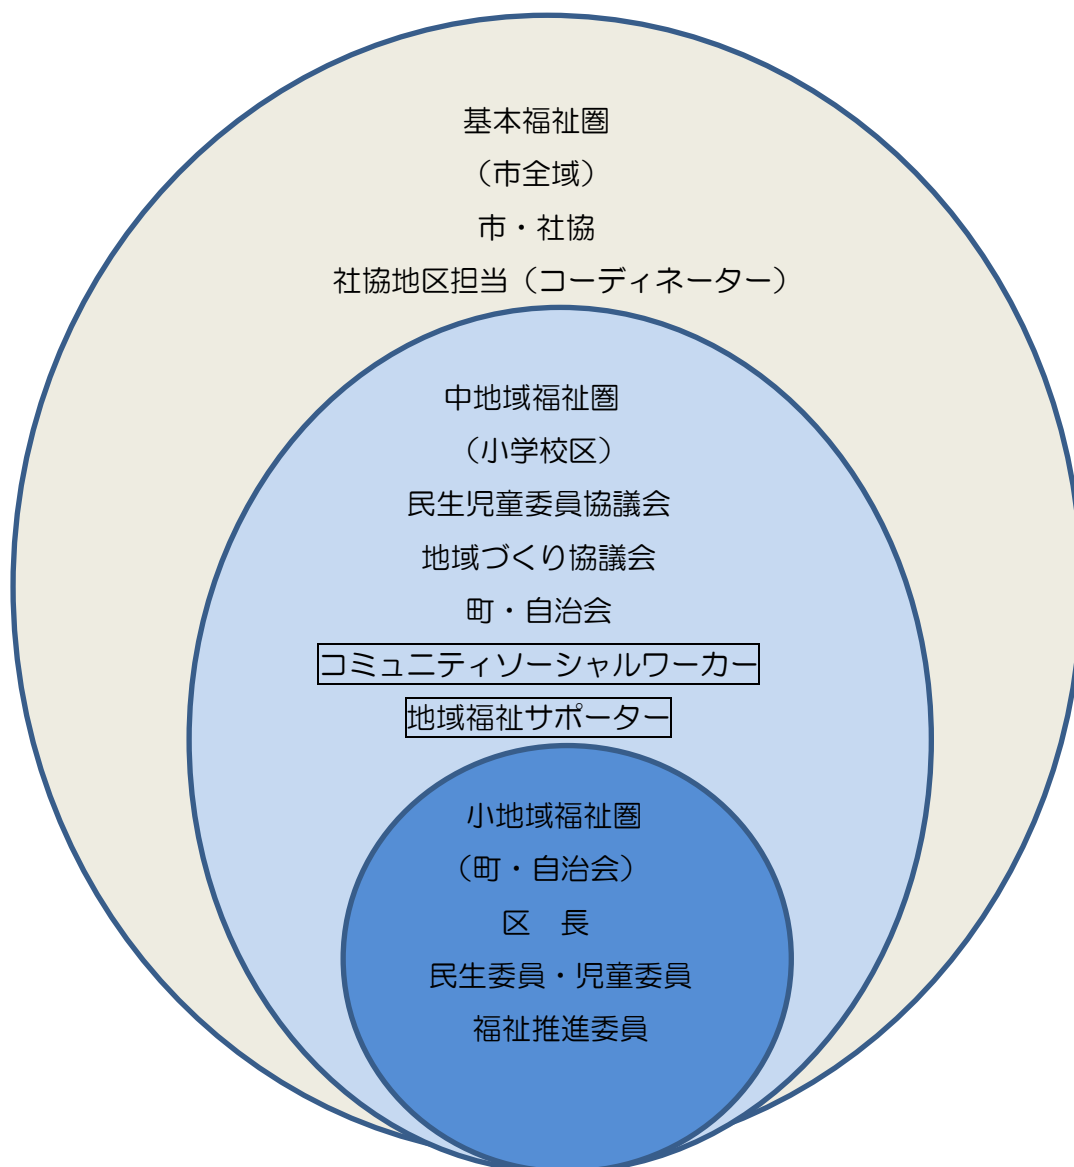 基本福祉圏
（市全域）
市・社協
社協地区担当（コーディネーター）
中地域福祉圏
（小学校区）
民生児童委員協議会
地域づくり協議会
町・自治会
コミュニティソーシャルワーカー
地域福祉サポーター
小地域福祉圏
（町・自治会）
区　長
民生委員・児童委員
福祉推進委員